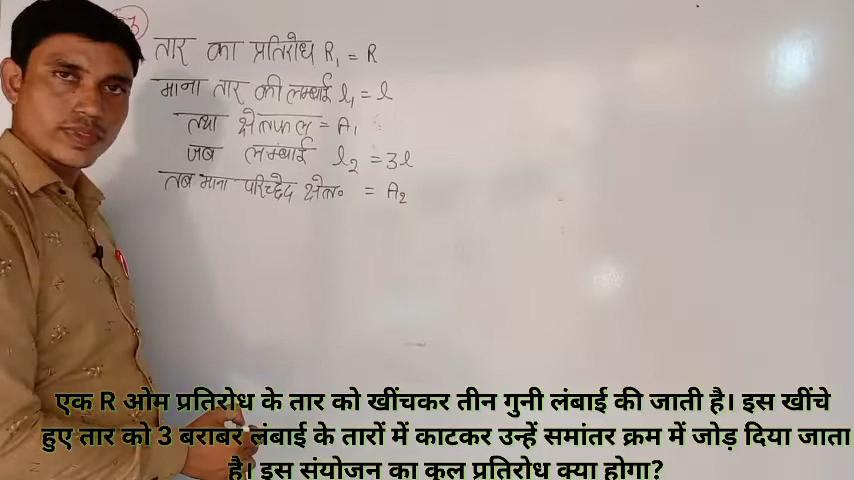 3
तार का प्रतिरोध R₁ = R
माना तार की लम्बाई l₁ = l
तथा क्षेत्रफल = A₁
जब लम्बाई l₂ = 3l
तब माना परिच्छेद क्षेत्र० = A₂
एक R ओम प्रतिरोध के तार को खींचकर तीन गुनी लंबाई की जाती है। इस खींचे
हुए तार को 3 बराबर लंबाई के तारों में काटकर उन्हें समांतर क्रम में जोड़ दिया जाता
है। इस संयोजन का कुल प्रतिरोध क्या होगा?